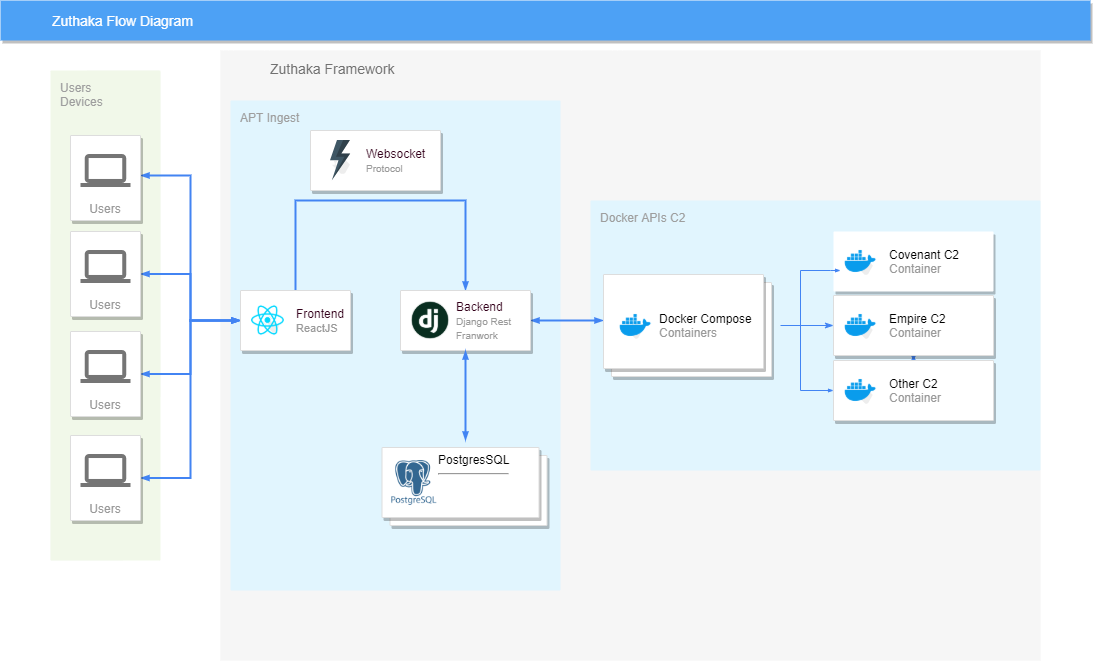 Zuthaka Flow Diagram
Zuthaka Framework
Users
Devices
APT Ingest
Websocket
Protocol
Users
Users
Users
Users
Frontend
ReactJS
dj
Backend
Django Rest
Franwork
PostgresSQL
PostgreSQL
Docker APIs C2
Docker Compose
Containers
Covenant C2
Container
Empire C2
Container
Other C2
Container